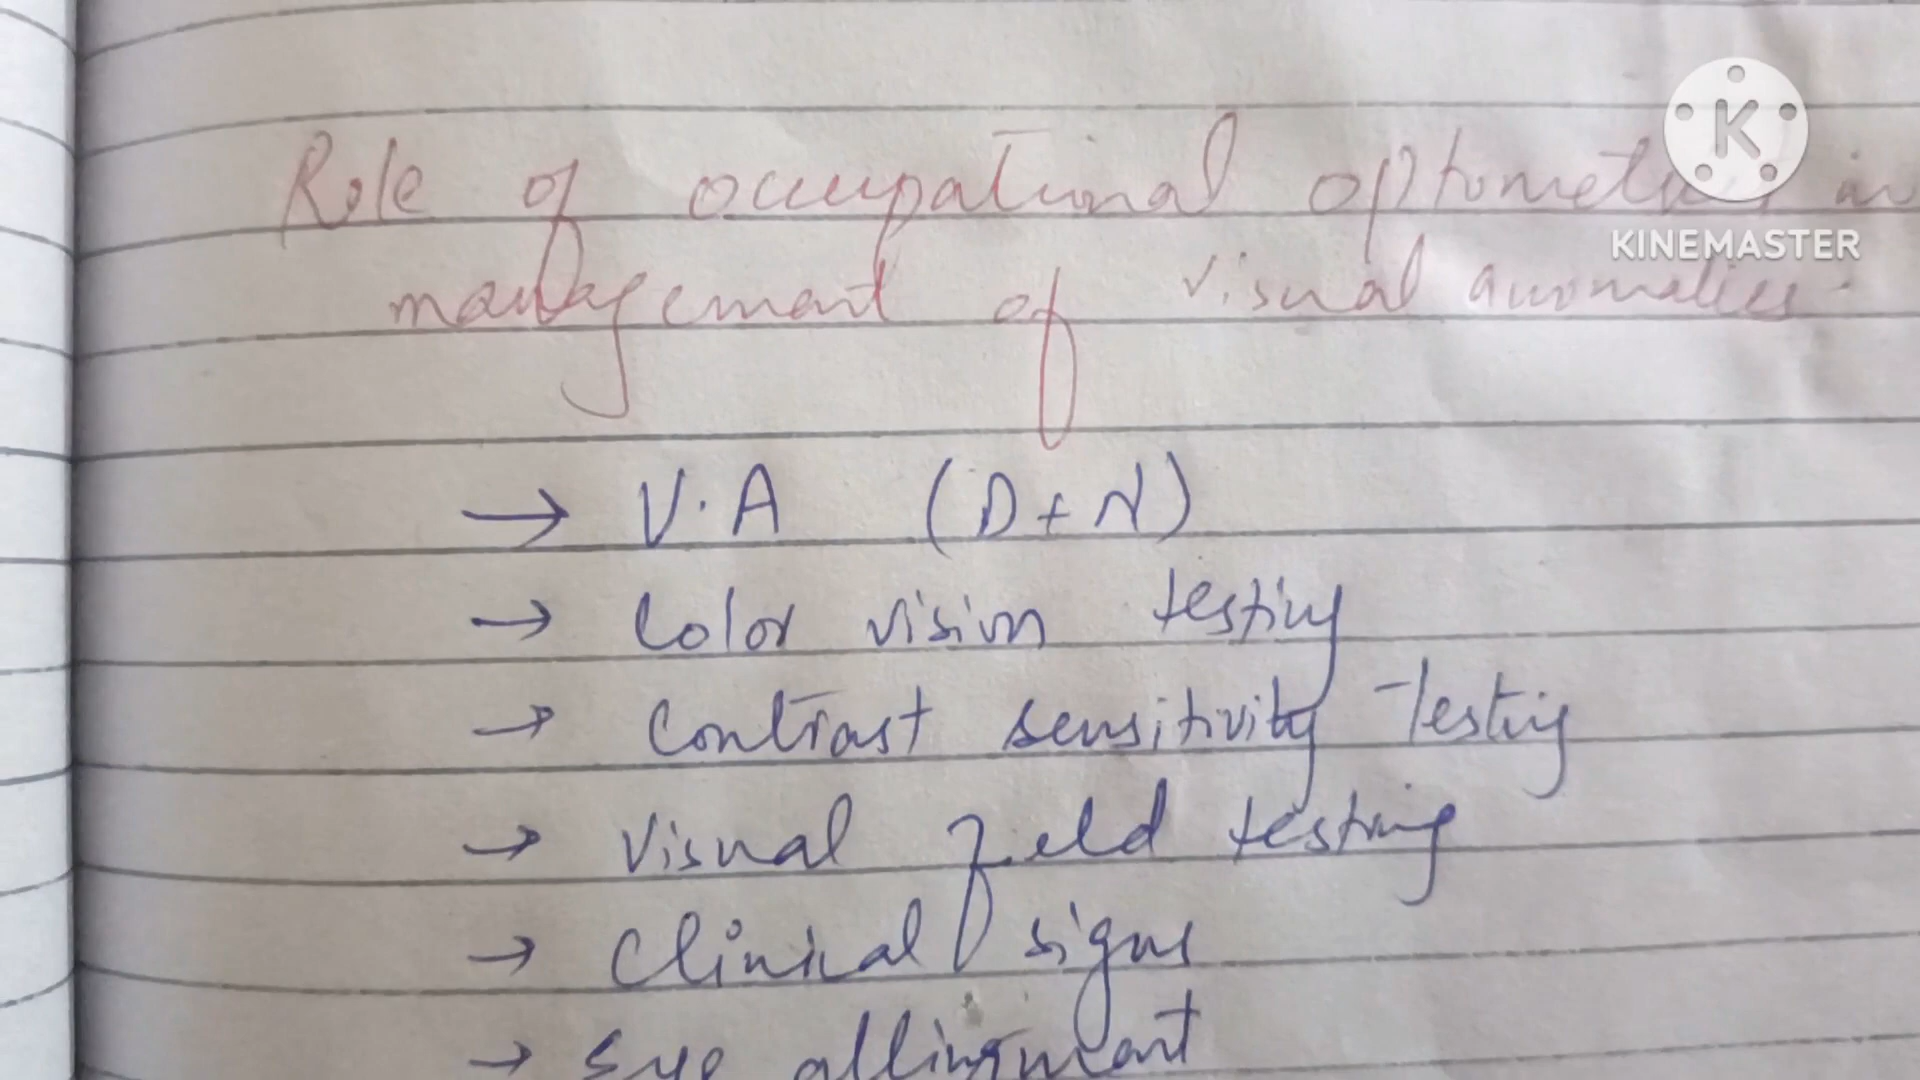 Role of occupational optometrist in
management of visual anomalies.
→ V.A (D+N)
→ Color vision testing
→ Contrast sensitivity testing
→ Visual field testing
→ Clinical signs
→ Eye allignment
KINEMASTER